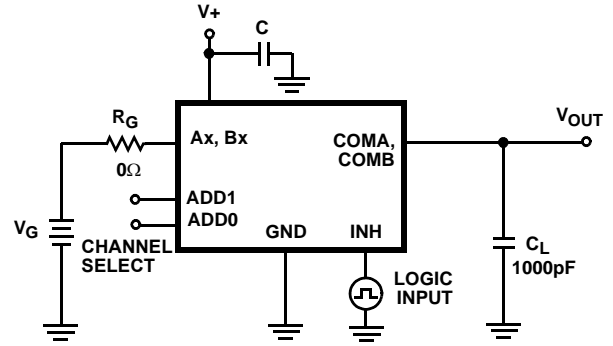 V+
C
RG
0Ω
Ax, Bx
COMA,
COMB
VOUT
ADD1
ADD0
VG
CHANNEL
SELECT
GND
INH
LOGIC
INPUT
CL
1000pF